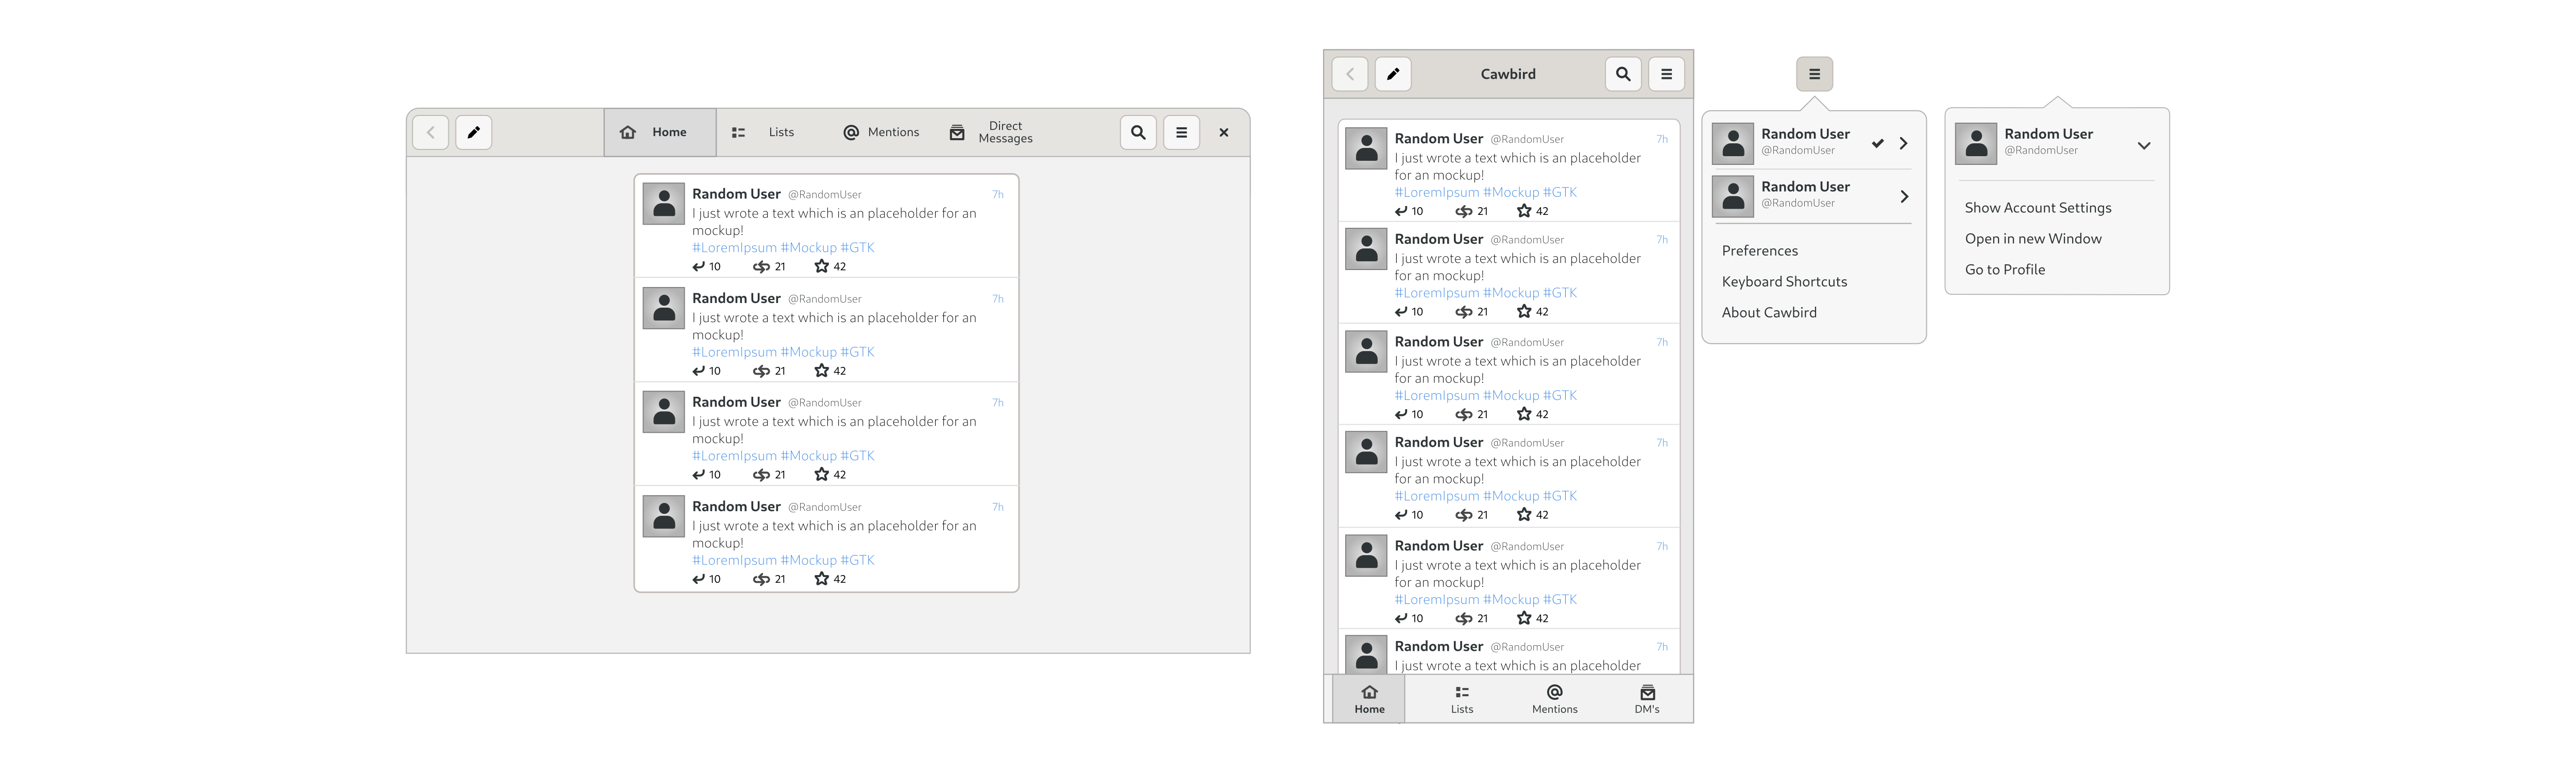 Home
Lists
Mentions
Direct
Messages
Random User @RandomUser 7h
I just wrote a text which is an placeholder for an
mockup!
#LoremIpsum #Mockup #GTK
10 21 42
Random User @RandomUser 7h
I just wrote a text which is an placeholder for an
mockup!
#LoremIpsum #Mockup #GTK
10 21 42
Random User @RandomUser 7h
I just wrote a text which is an placeholder for an
mockup!
#LoremIpsum #Mockup #GTK
10 21 42
Random User @RandomUser 7h
I just wrote a text which is an placeholder for an
mockup!
#LoremIpsum #Mockup #GTK
10 21 42
Cawbird
Random User @RandomUser 7h
I just wrote a text which is an placeholder
for an mockup!
#LoremIpsum #Mockup #GTK
10 21 42
Random User @RandomUser 7h
I just wrote a text which is an placeholder
for an mockup!
#LoremIpsum #Mockup #GTK
10 21 42
Random User @RandomUser 7h
I just wrote a text which is an placeholder
for an mockup!
#LoremIpsum #Mockup #GTK
10 21 42
Random User @RandomUser 7h
I just wrote a text which is an placeholder
for an mockup!
#LoremIpsum #Mockup #GTK
10 21 42
Random User @RandomUser 7h
I just wrote a text which is an placeholder
for an mockup!
#LoremIpsum #Mockup #GTK
10 21 42
Random User @RandomUser 7h
I just wrote a text which is an placeholder
Home
Lists
Mentions
DM's
Random User
@RandomUser
Random User
@RandomUser
Preferences
Keyboard Shortcuts
About Cawbird
Random User
@RandomUser
Show Account Settings
Open in new Window
Go to Profile